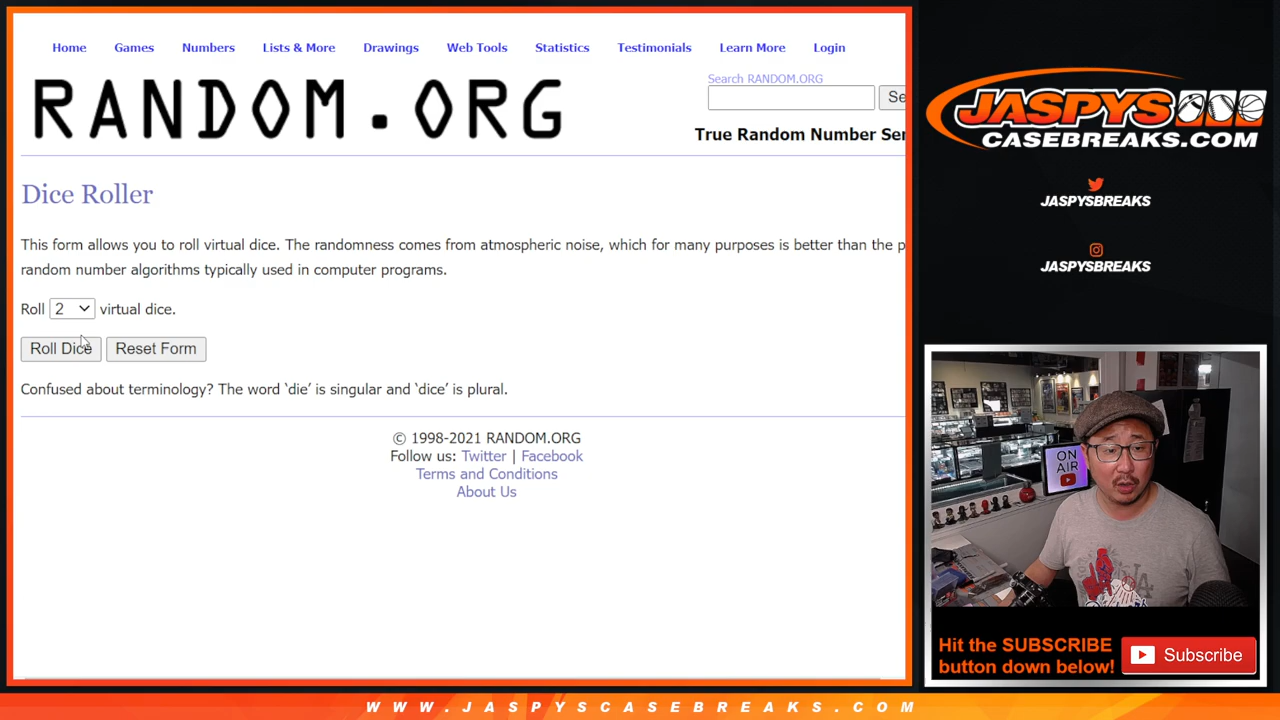 Home Games Numbers Lists & More Drawings Web Tools Statistics Testimonials Learn More Login
RANDOM.ORG
Search RANDOM.ORG
Se
True Random Number Ser
Dice Roller
This form allows you to roll virtual dice. The randomness comes from atmospheric noise, which for many purposes is better than the p
random number algorithms typically used in computer programs.
Roll 2 virtual dice.
Roll Dice Reset Form
Confused about terminology? The word ‘die’ is singular and ‘dice’ is plural.
© 1998-2021 RANDOM.ORG
Follow us: Twitter | Facebook
Terms and Conditions
About Us
JASPYS
CASEBREAKS.COM
JASPYSBREAKS
JASPYSBREAKS
ON
AIR
Hit the SUBSCRIBE
button down below!
Subscribe
WWW.JASPYSCASEBREAKS.COM